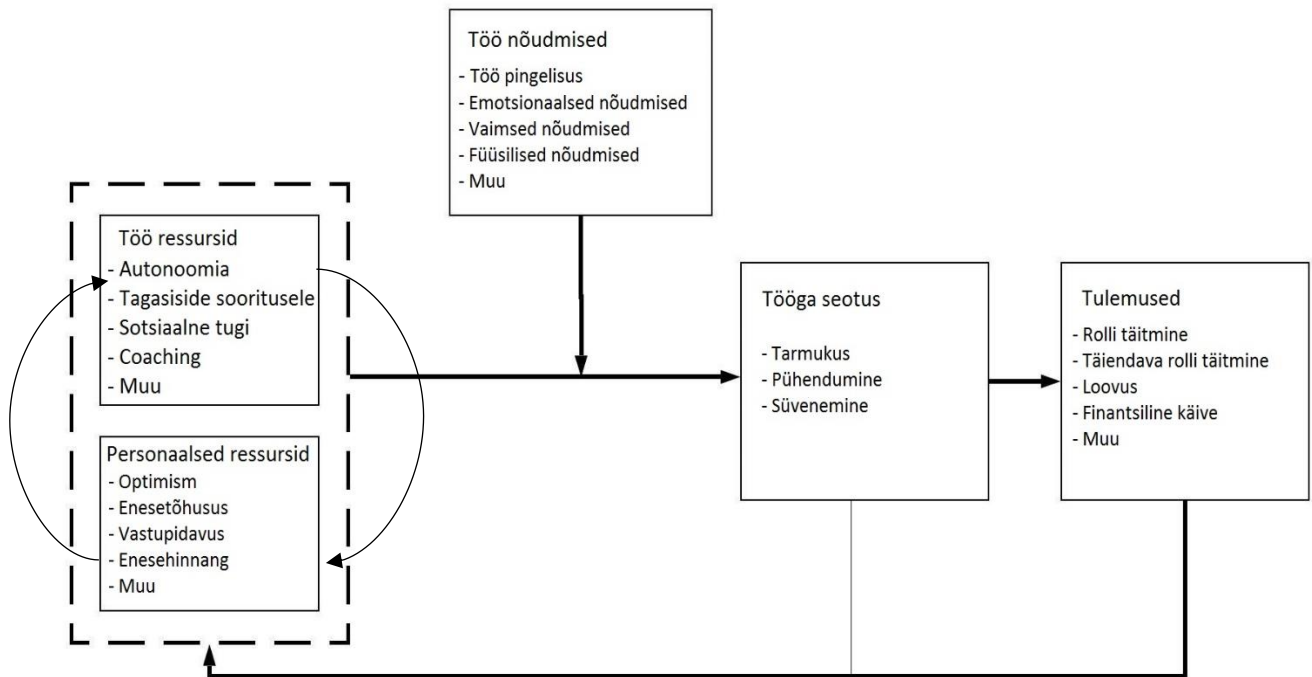 Töö nõudmised
- Töö pingelisus
- Emotsionaalsed nõudmised
- Vaimsed nõudmised
- Füüsilised nõudmised
- Muu
Töö ressursid
- Autonoomia
- Tagasiside sooritusele
- Sotsiaalne tugi
- Coaching
- Muu
Personaalsed ressursid
- Optimism
- Enesetõhusus
- Vastupidavus
- Enesehinnang
- Muu
Tööga seotus
- Tarmukus
- Pühendumine
- Süvenemine
Tulemused
- Rolli täitmine
- Täiendava rolli täitmine
- Loovus
- Finantsiline käive
- Muu